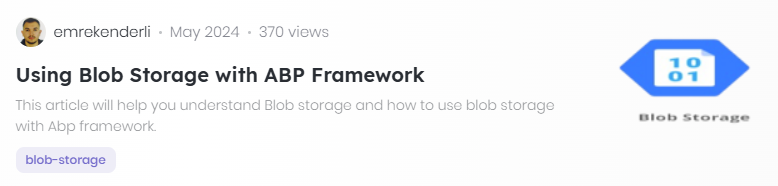 emrekenderli • May 2024 • 370 views
Using Blob Storage with ABP Framework
This article will help you understand Blob storage and how to use blob storage
with Abp framework.
blob-storage
10
01
Blob Storage